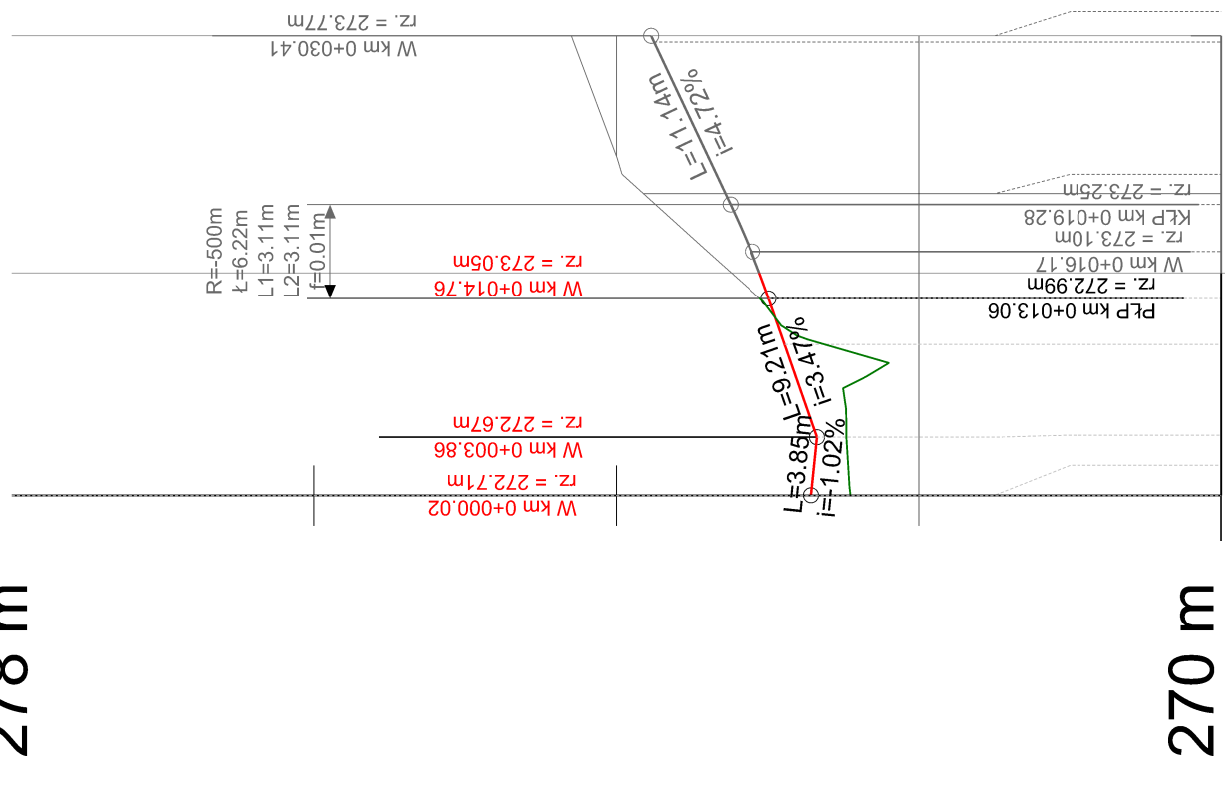 W km 0+030.41
rz. = 273.77m
L=11.14m
i=4.72%
KŁP km 0+019.28
rz. = 273.25m
W km 0+016.17
rz. = 273.10m
R=-500m
Ł=6.22m
L1=3.11m
L2=3.11m
f=0.01m
W km 0+014.76
rz. = 273.05m
PŁP km 0+013.06
rz. = 272.99m
L=9.21m
i=3.47%
W km 0+003.86
rz. = 272.67m
L=3.85m
i=-1.02%
W km 0+000.02
rz. = 272.71m
278 m
270 m